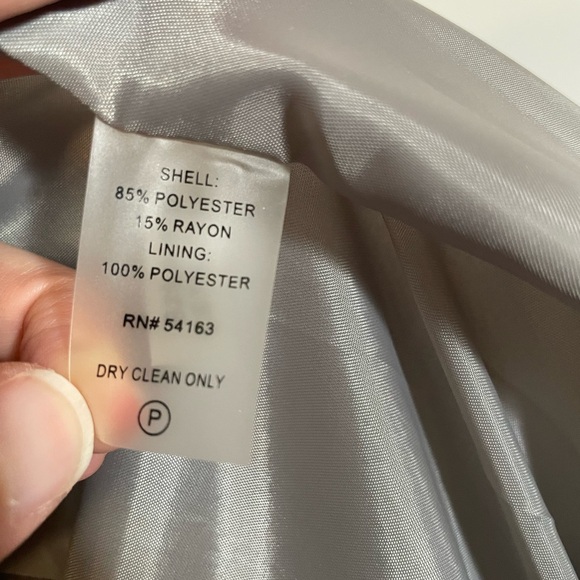 SHELL:
85% POLYESTER
15% RAYON
LINING:
100% POLYESTER
RN# 54163
DRY CLEAN ONLY
P